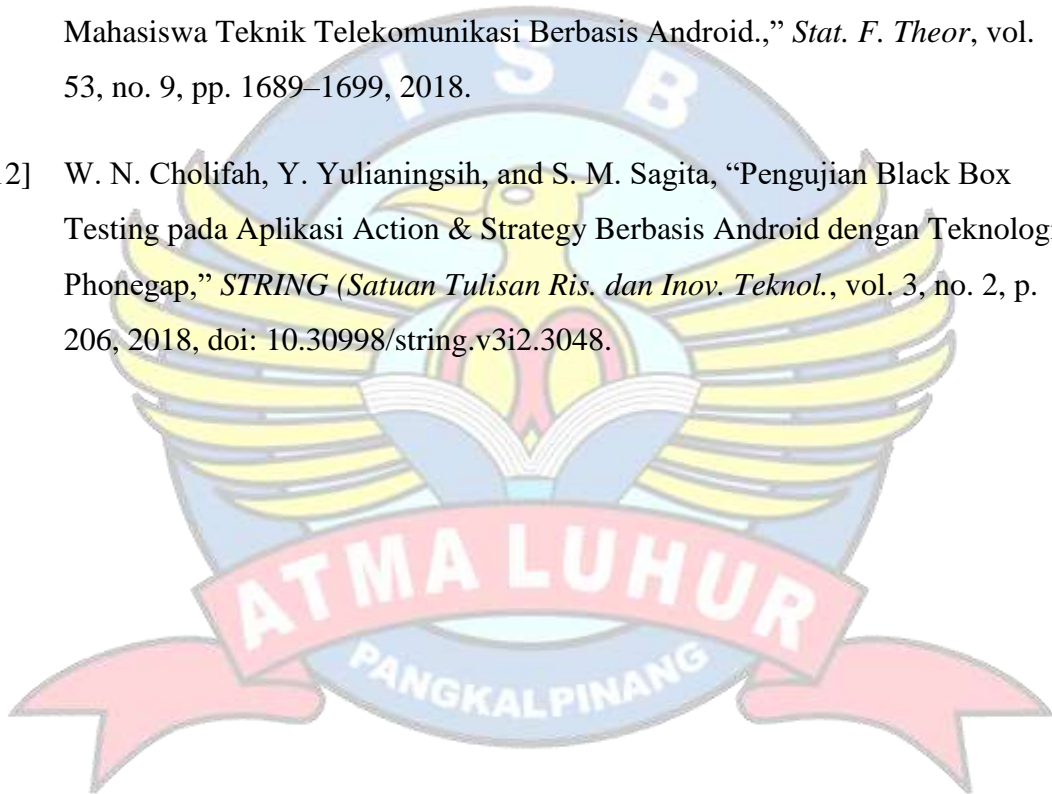 Mahasiswa Teknik Telekomunikasi Berbasis Android.,” Stat. F. Theor, vol.
53, no. 9, pp. 1689–1699, 2018.
12] W. N. Cholifah, Y. Yulianingsih, and S. M. Sagita, “Pengujian Black Box
Testing pada Aplikasi Action & Strategy Berbasis Android dengan Teknolog
Phonegap,” STRING (Satuan Tulisan Ris. dan Inov. Teknol., vol. 3, no. 2, p.
206, 2018, doi: 10.30998/string.v3i2.3048.
I S B
ATMA LUHUR
PANGKALPINANG